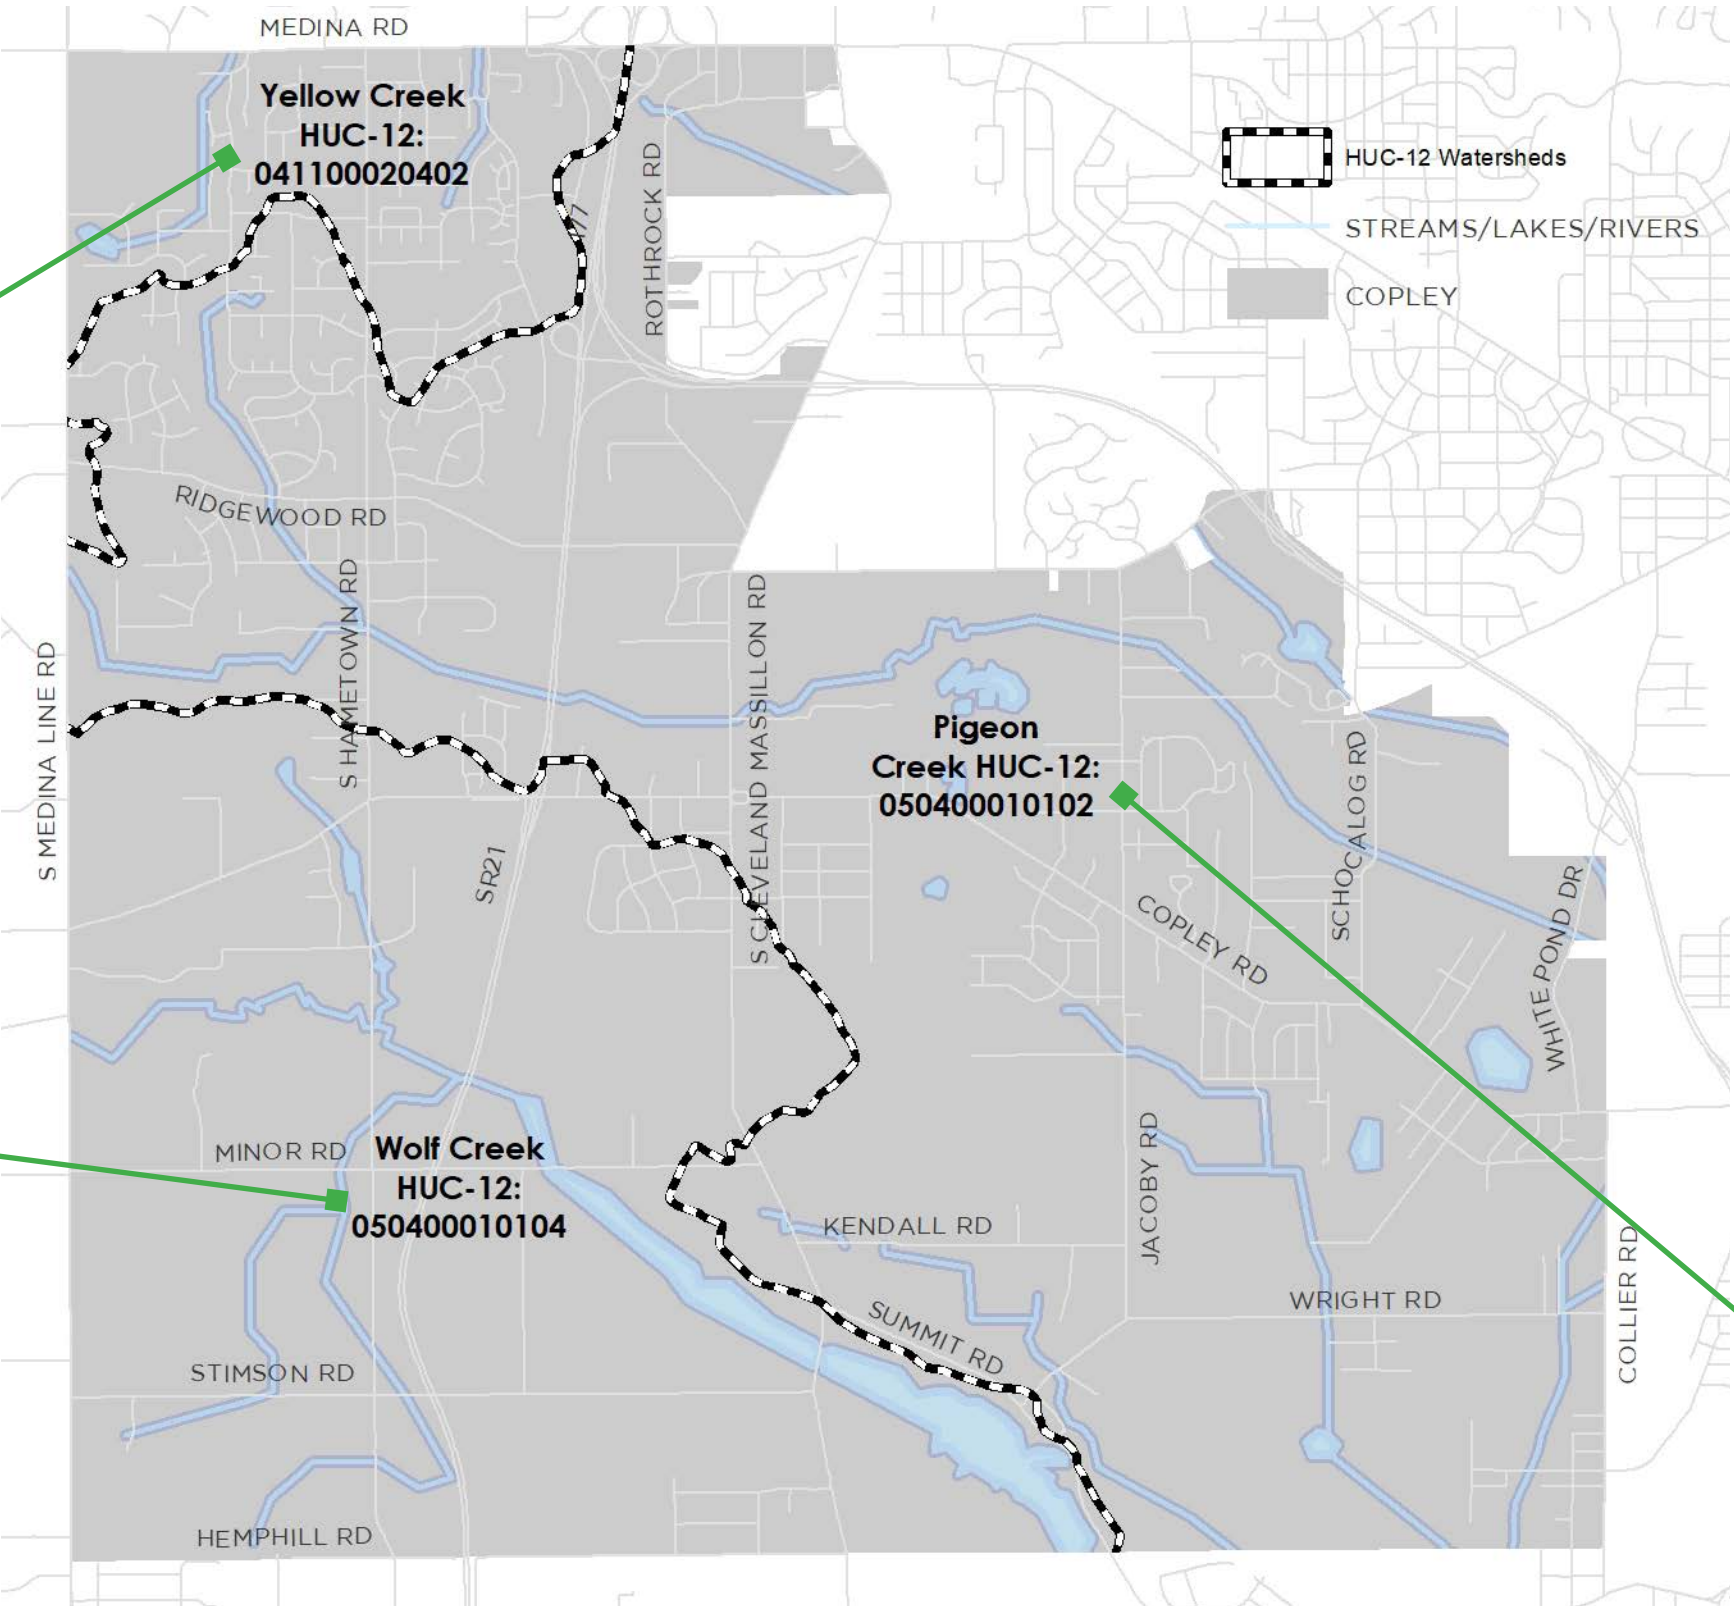 MEDINA RD
Yellow Creek
HUC-12:
041100020402
HUC-12 Watersheds
STREAMS/LAKES/RIVERS
COPLEY
I77
ROTHROCK RD
RIDGEWOOD RD
S MEDINA LINE RD
S HAMETOWN RD
S CLEVELAND MASSILLON RD
Pigeon
Creek HUC-12:
050400010102
SCHOCALOG RD
SR21
COPLEY RD
WHITE POND DR
MINOR RD
Wolf Creek
HUC-12:
050400010104
JACOBY RD
KENDALL RD
WRIGHT RD
COLLIER RD
SUMMIT RD
STIMSON RD
HEMPHILL RD